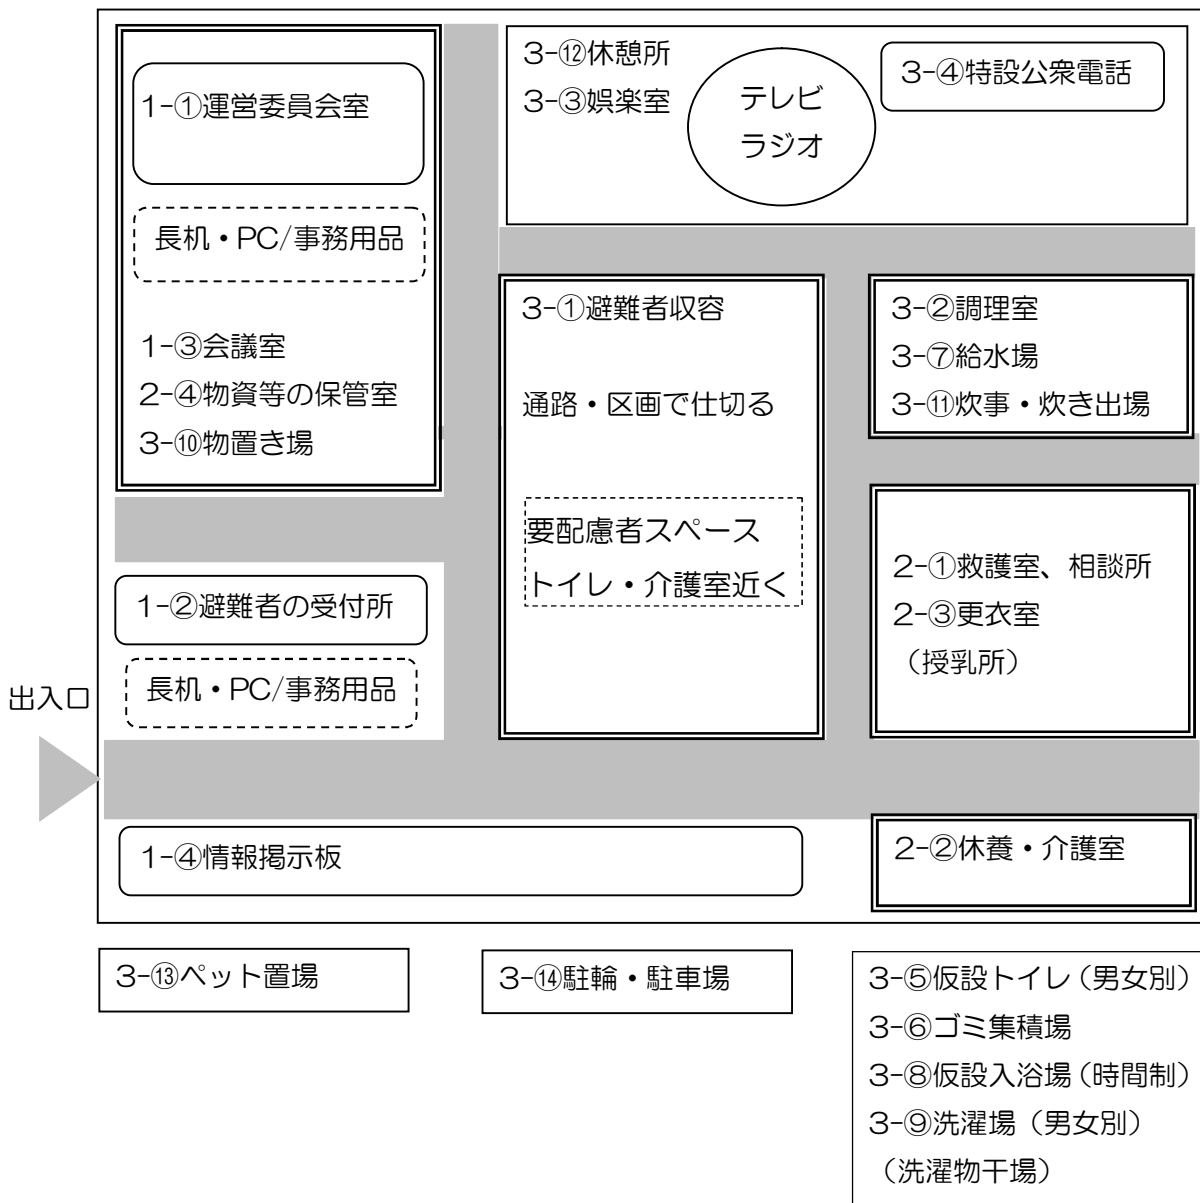 1-①運営委員会室
長机・PC/事務用品
1-③会議室
2-④物資等の保管室
3-⑩物置き場
3-⑫休憩所
3-③娯楽室
テレビ
ラジオ
3-④特設公衆電話
3-①避難者収容
通路・区画で仕切る
要配慮者スペース
トイレ・介護室近く
3-②調理室
3-⑦給水場
3-⑪炊事・炊き出場
2-①救護室、相談所
2-③更衣室
(授乳所)
1-②避難者の受付所
長机・PC/事務用品
出入口
1-④情報掲示板
2-②休養・介護室
3-⑬ペット置場
3-⑭駐輪・駐車場
3-⑤仮設トイレ(男女別)
3-⑥ゴミ集積場
3-⑧仮設入浴場(時間制)
3-⑨洗濯場(男女別)
(洗濯物干場)